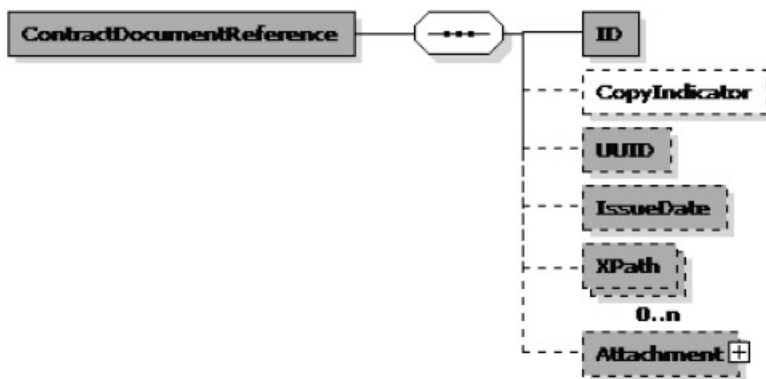 ContractDocumentReference
ID
CopyIndicator
UUID
IssueDate
XPath
0..n
Attachment